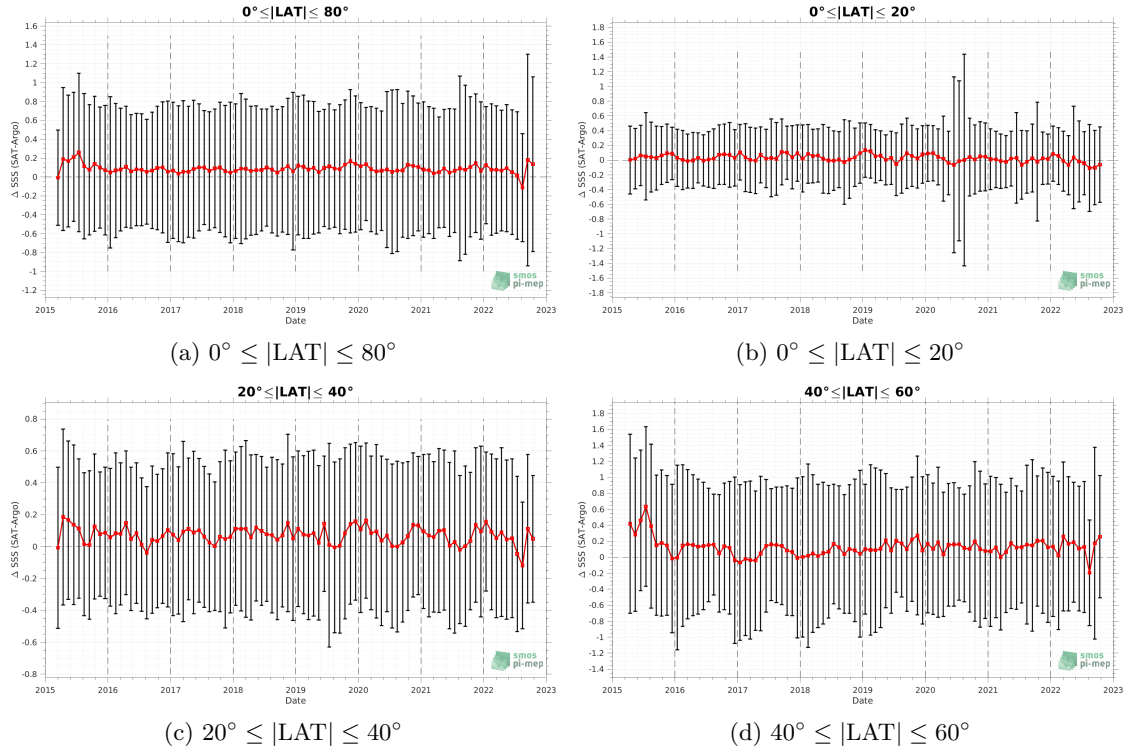 0°≤|LAT|≤ 80°
Δ SSS (SAT-Argo)
1.6
1.4
1.2
1
0.8
0.6
0.4
0.2
0
-0.2
-0.4
-0.6
-0.8
-1
-1.2
2015 2016 2017 2018 2019 2020 2021 2022 2023
Date
smos
pi-mep
(a) 0° ≤ |LAT| ≤ 80°
0°≤|LAT|≤ 20°
Δ SSS (SAT-Argo)
1.8
1.6
1.4
1.2
1
0.8
0.6
0.4
0.2
0
-0.2
-0.4
-0.6
-0.8
-1
-1.2
-1.4
-1.6
-1.8
2015 2016 2017 2018 2019 2020 2021 2022 2023
Date
smos
pi-mep
(b) 0° ≤ |LAT| ≤ 20°
20°≤|LAT|≤ 40°
Δ SSS (SAT-Argo)
0.8
0.6
0.4
0.2
0
-0.2
-0.4
-0.6
-0.8
2015 2016 2017 2018 2019 2020 2021 2022 2023
Date
smos
pi-mep
(c) 20° ≤ |LAT| ≤ 40°
40°≤|LAT|≤ 60°
Δ SSS (SAT-Argo)
1.8
1.6
1.4
1.2
1
0.8
0.6
0.4
0.2
0
-0.2
-0.4
-0.6
-0.8
-1
-1.2
-1.4
2015 2016 2017 2018 2019 2020 2021 2022 2023
Date
smos
pi-mep
(d) 40° ≤ |LAT| ≤ 60°